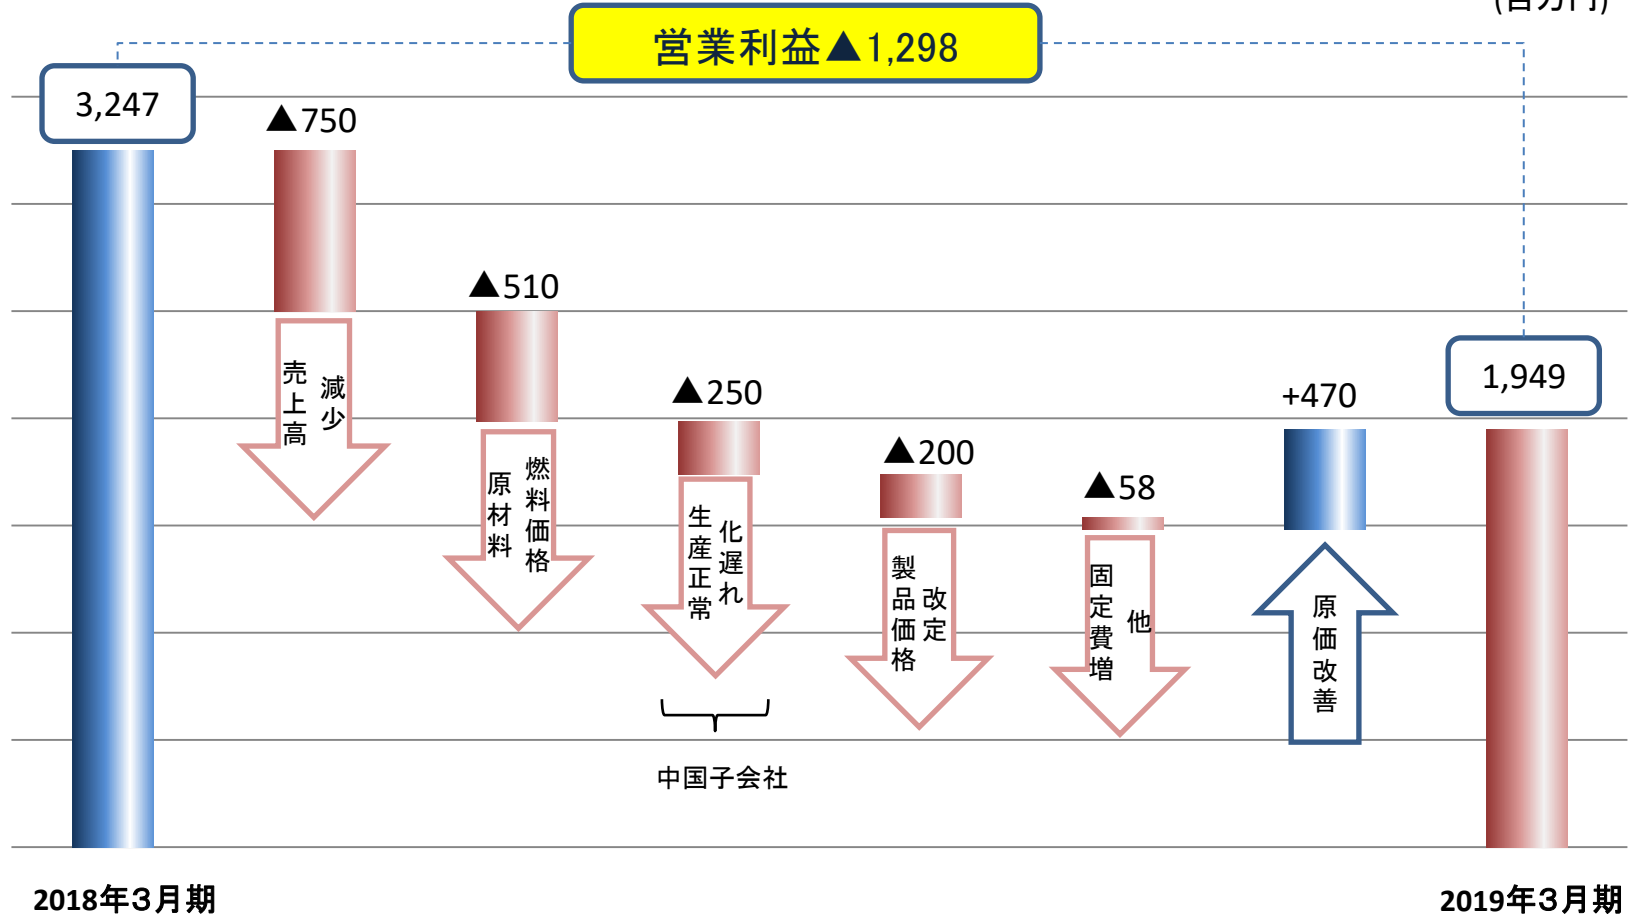 (百万円)
営業利益▲1,298
3,247
▲750
▲510
▲250
▲200
▲58
+470
1,949
売上高
減少
原材料
燃料価格
生産正常
化遅れ
製品価格
改定
固定費増
他
原価改善
中国子会社
2018年３月期
2019年３月期